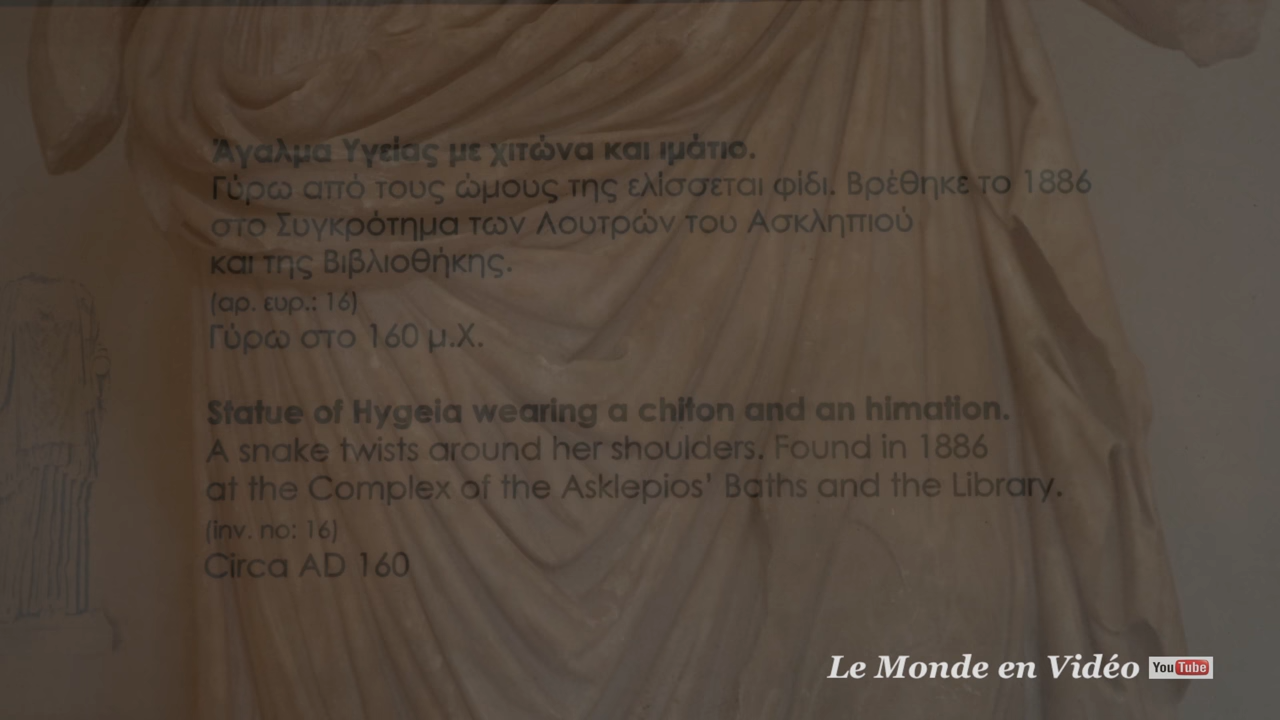 Άγαλμα Υγείας με χιτώνα και ιμάτιο.
Γύρω από τους ώμους της ελίσσεται φίδι. Βρέθηκε το 1886
στο Συγκρότημα των Λουτρών του Ασκληπιού
και της Βιβλιοθήκης.
(αρ. ευρ.: 16)
Γύρω στο 160 μ.Χ.
Statue of Hygeia wearing a chiton and an himation.
A snake twists around her shoulders. Found in 1886
at the Complex of the Asklepios' Baths and the Library.
(inv. no: 16)
Circa AD 160
Le Monde en Vidéo YouTube